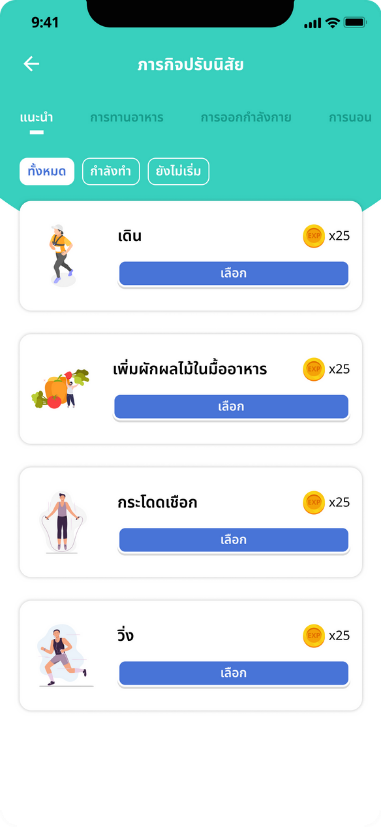 9:41
ภารกิจปรับนิสัย
แนะนำ การทานอาหาร การออกกำลังกาย การนอน
ทั้งหมด กำลังทำ ยังไม่เริ่ม
เดิน EXP x25
เลือก
เพิ่มผักผลไม้ในมื้ออาหาร EXP x25
เลือก
กระโดดเชือก EXP x25
เลือก
วิ่ง EXP x25
เลือก